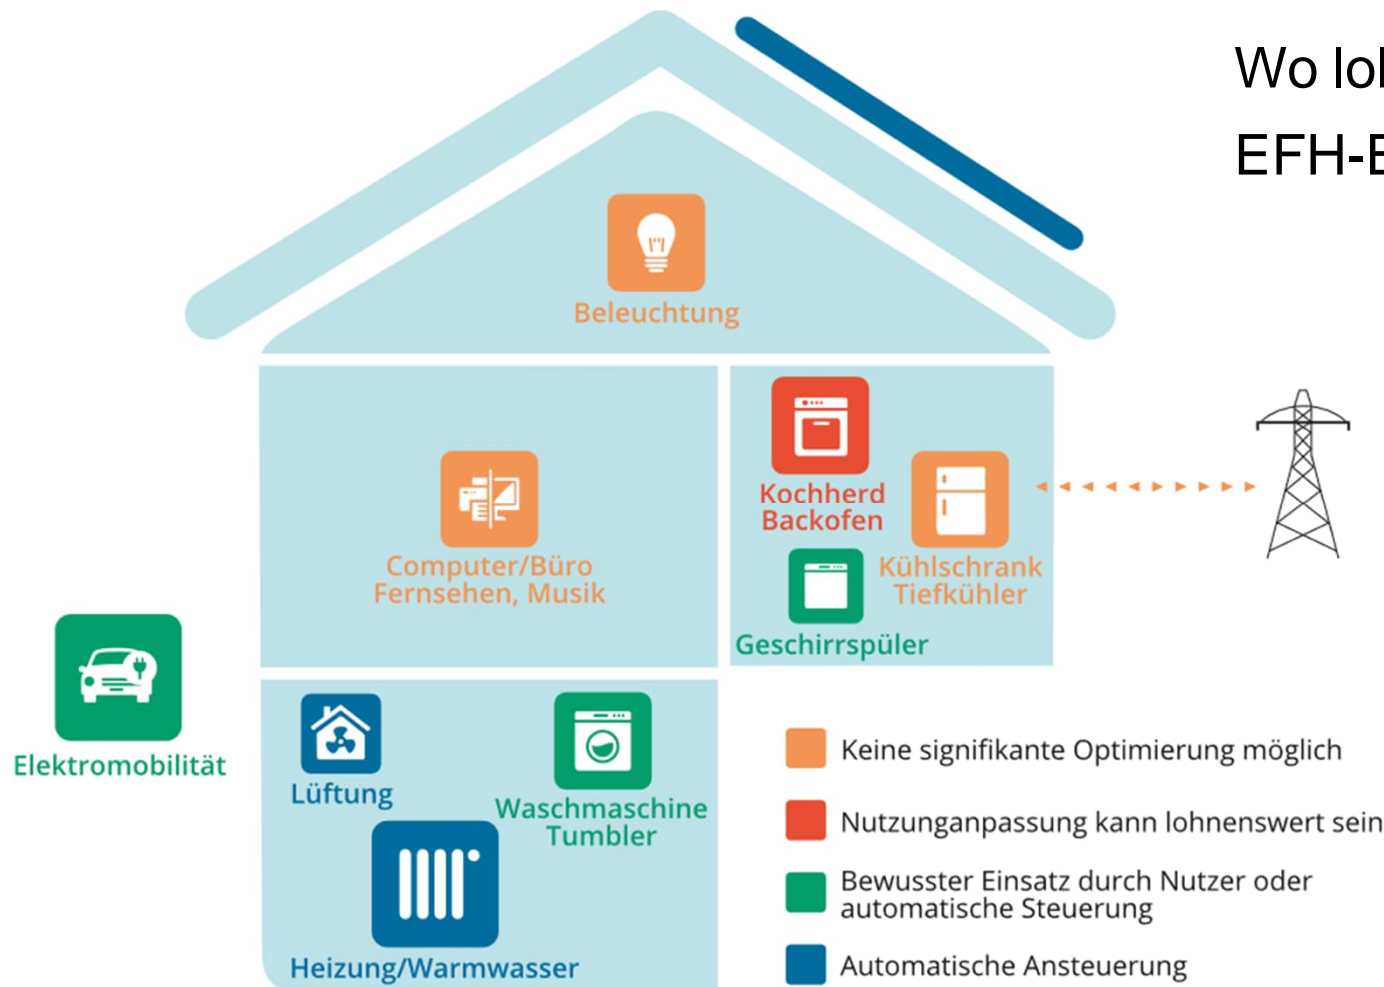 Wo
EFH-
Beleuchtung
Computer/Büro
Fernsehen, Musik
Kochherd
Backofen
Kühlschrank
Tiefkühler
Geschirrspüler
Elektromobilität
Lüftung
Waschmaschine
Tumbler
Heizung/Warmwasser
Keine signifikante Optimierung möglich
Nutzunganpassung kann lohnenswert sein
Bewusster Einsatz durch Nutzer oder
automatische Steuerung
Automatische Ansteuerung